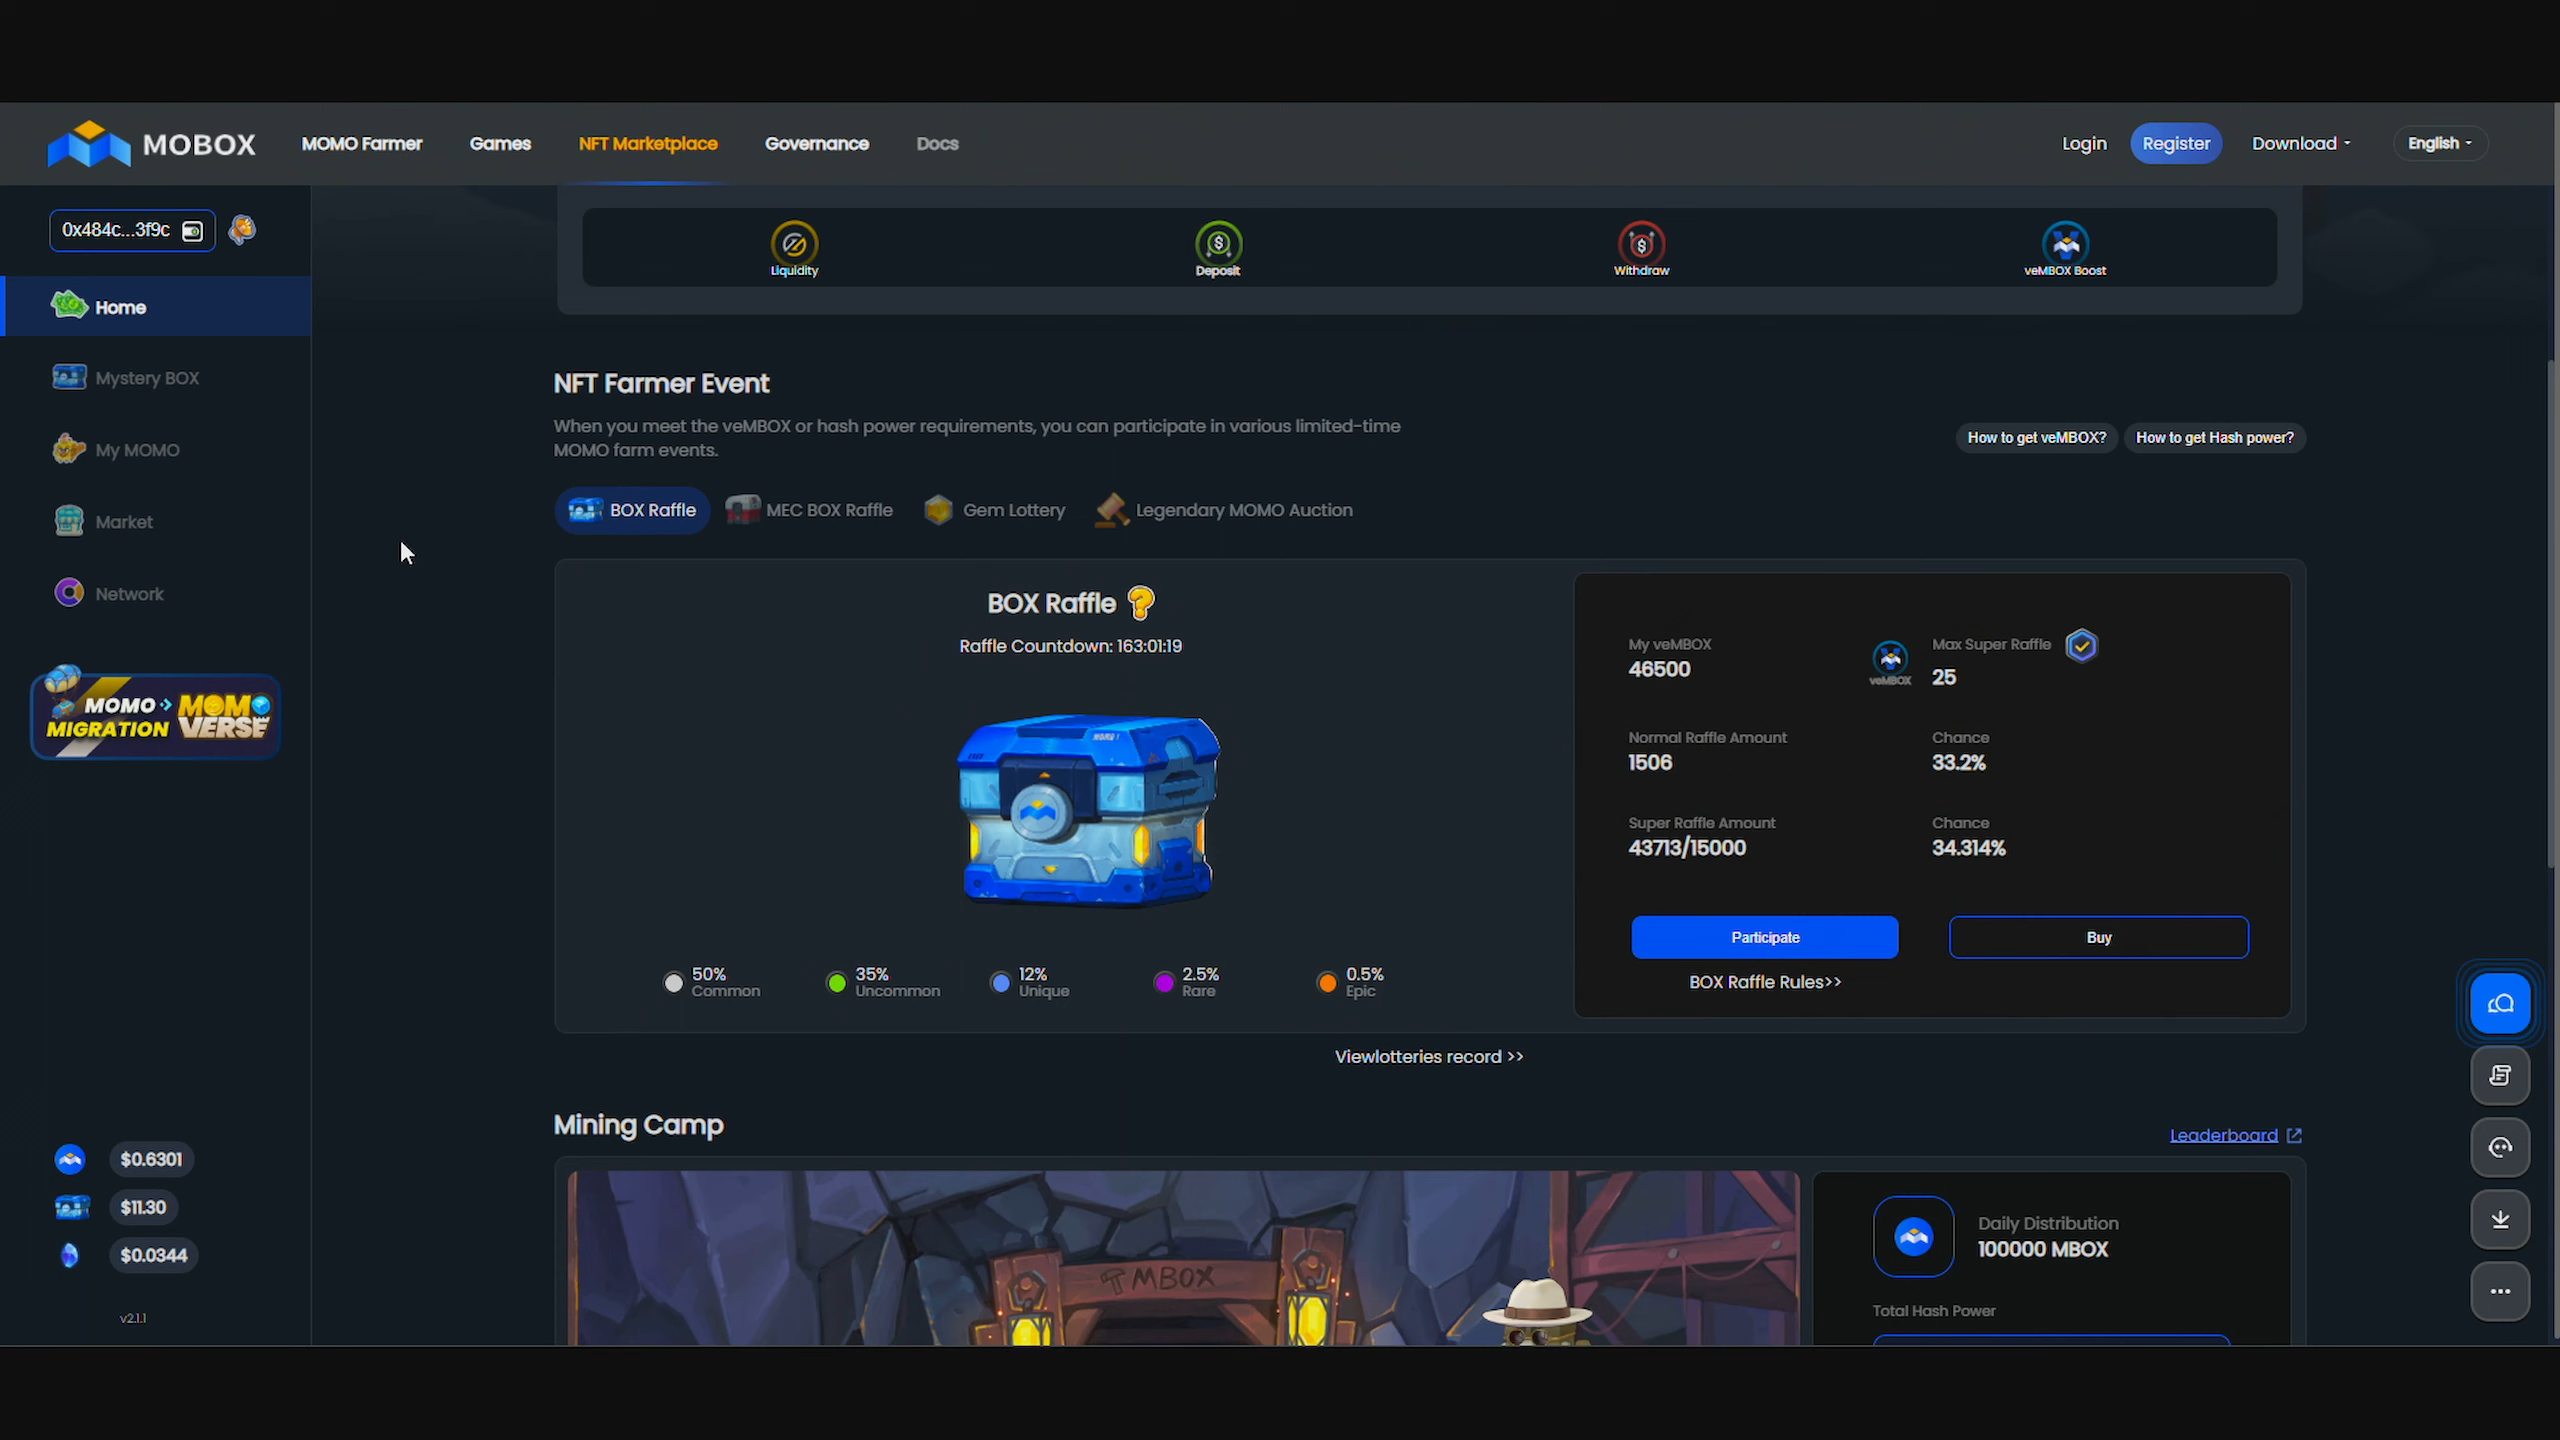 MOBOX
MOMO Farmer
Games
NFT Marketplace
Governance
Docs
Login
Register
Download
English
0x484c...3f9c
Home
Mystery BOX
My MOMO
Market
Network
MOMO
MIGRATION
MOMO
VERSE
$0.6301
$11.30
$0.0344
v2.1.1
Liquidity
Deposit
Withdraw
veMBOX Boost
NFT Farmer Event
When you meet the veMBOX or hash power requirements, you can participate in various limited-time
MOMO farm events.
How to get veMBOX?
How to get Hash power?
BOX Raffle
MEC BOX Raffle
Gem Lottery
Legendary MOMO Auction
BOX Raffle
Raffle Countdown: 163:01:19
50%
Common
35%
Uncommon
12%
Unique
2.5%
Rare
0.5%
Epic
My veMBOX
46500
veMBOX
Max Super Raffle
25
Normal Raffle Amount
1506
Chance
33.2%
Super Raffle Amount
43713/15000
Chance
34.314%
Participate
Buy
BOX Raffle Rules>>
Viewlotteries record >>
Mining Camp
Leaderboard
MBOX
Daily Distribution
100000 MBOX
Total Hash Power